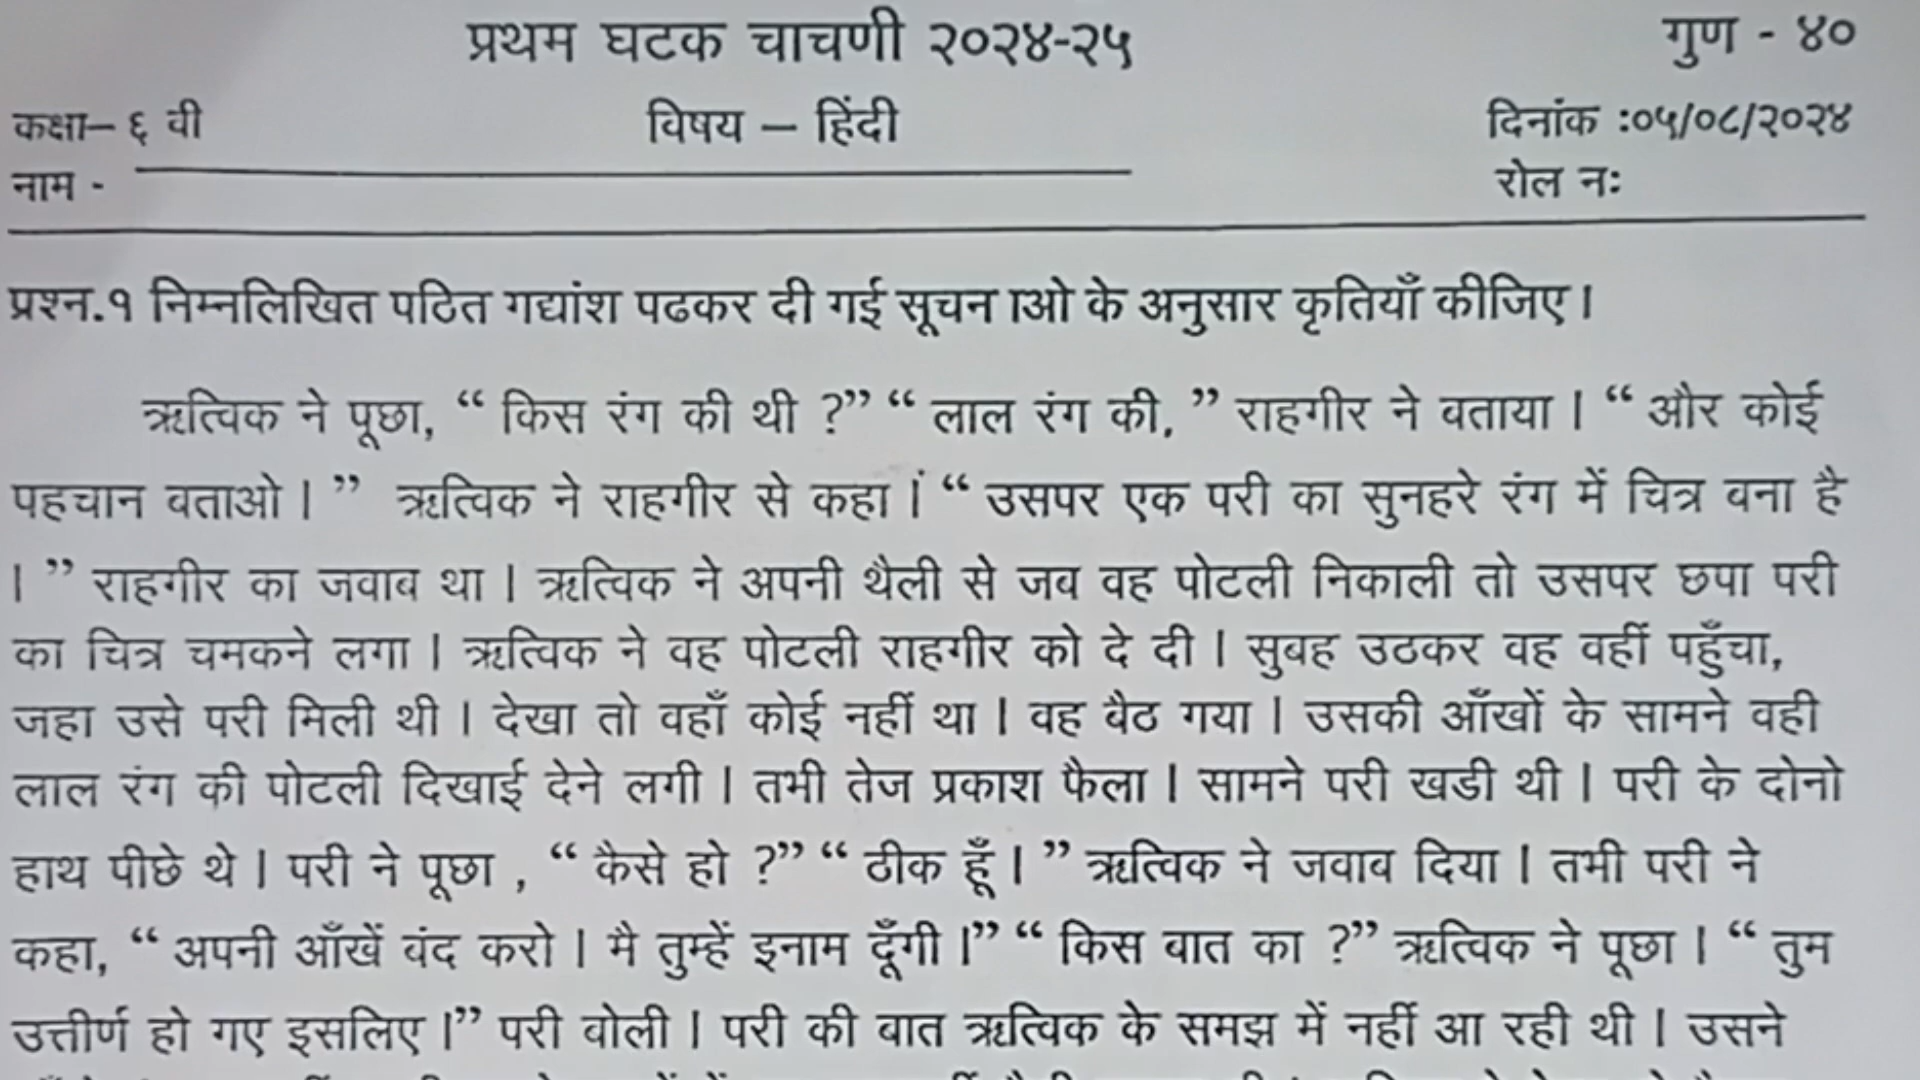 प्रथम घटक चाचणी २०२४-२५ गुण - ४०
कक्षा– ६ वी विषय – हिंदी दिनांक :०५/०८/२०२४
नाम - रोल नः
प्रश्न.१ निम्नलिखित पठित गद्यांश पढकर दी गई सूचन ाओ के अनुसार कृतियाँ कीजिए।
ऋत्विक ने पूछा, “ किस रंग की थी ?” “ लाल रंग की, ” राहगीर ने बताया । “ और कोई
पहचान बताओ । ” ऋत्विक ने राहगीर से कहा । “ उसपर एक परी का सुनहरे रंग में चित्र बना है
। ” राहगीर का जवाब था । ऋत्विक ने अपनी थैली से जब वह पोटली निकाली तो उसपर छपा परी
का चित्र चमकने लगा । ऋत्विक ने वह पोटली राहगीर को दे दी । सुबह उठकर वह वहीं पहुँचा,
जहा उसे परी मिली थी । देखा तो वहाँ कोई नहीं था । वह बैठ गया । उसकी आँखों के सामने वही
लाल रंग की पोटली दिखाई देने लगी । तभी तेज प्रकाश फैला । सामने परी खडी थी । परी के दोनो
हाथ पीछे थे । परी ने पूछा , “ कैसे हो ?” “ ठीक हूँ । ” ऋत्विक ने जवाब दिया । तभी परी ने
कहा, “ अपनी आँखें बंद करो । मै तुम्हें इनाम दूँगी ।” “ किस बात का ?” ऋत्विक ने पूछा । “ तुम
उत्तीर्ण हो गए इसलिए ।” परी बोली । परी की बात ऋत्विक के समझ में नहीं आ रही थी । उसने